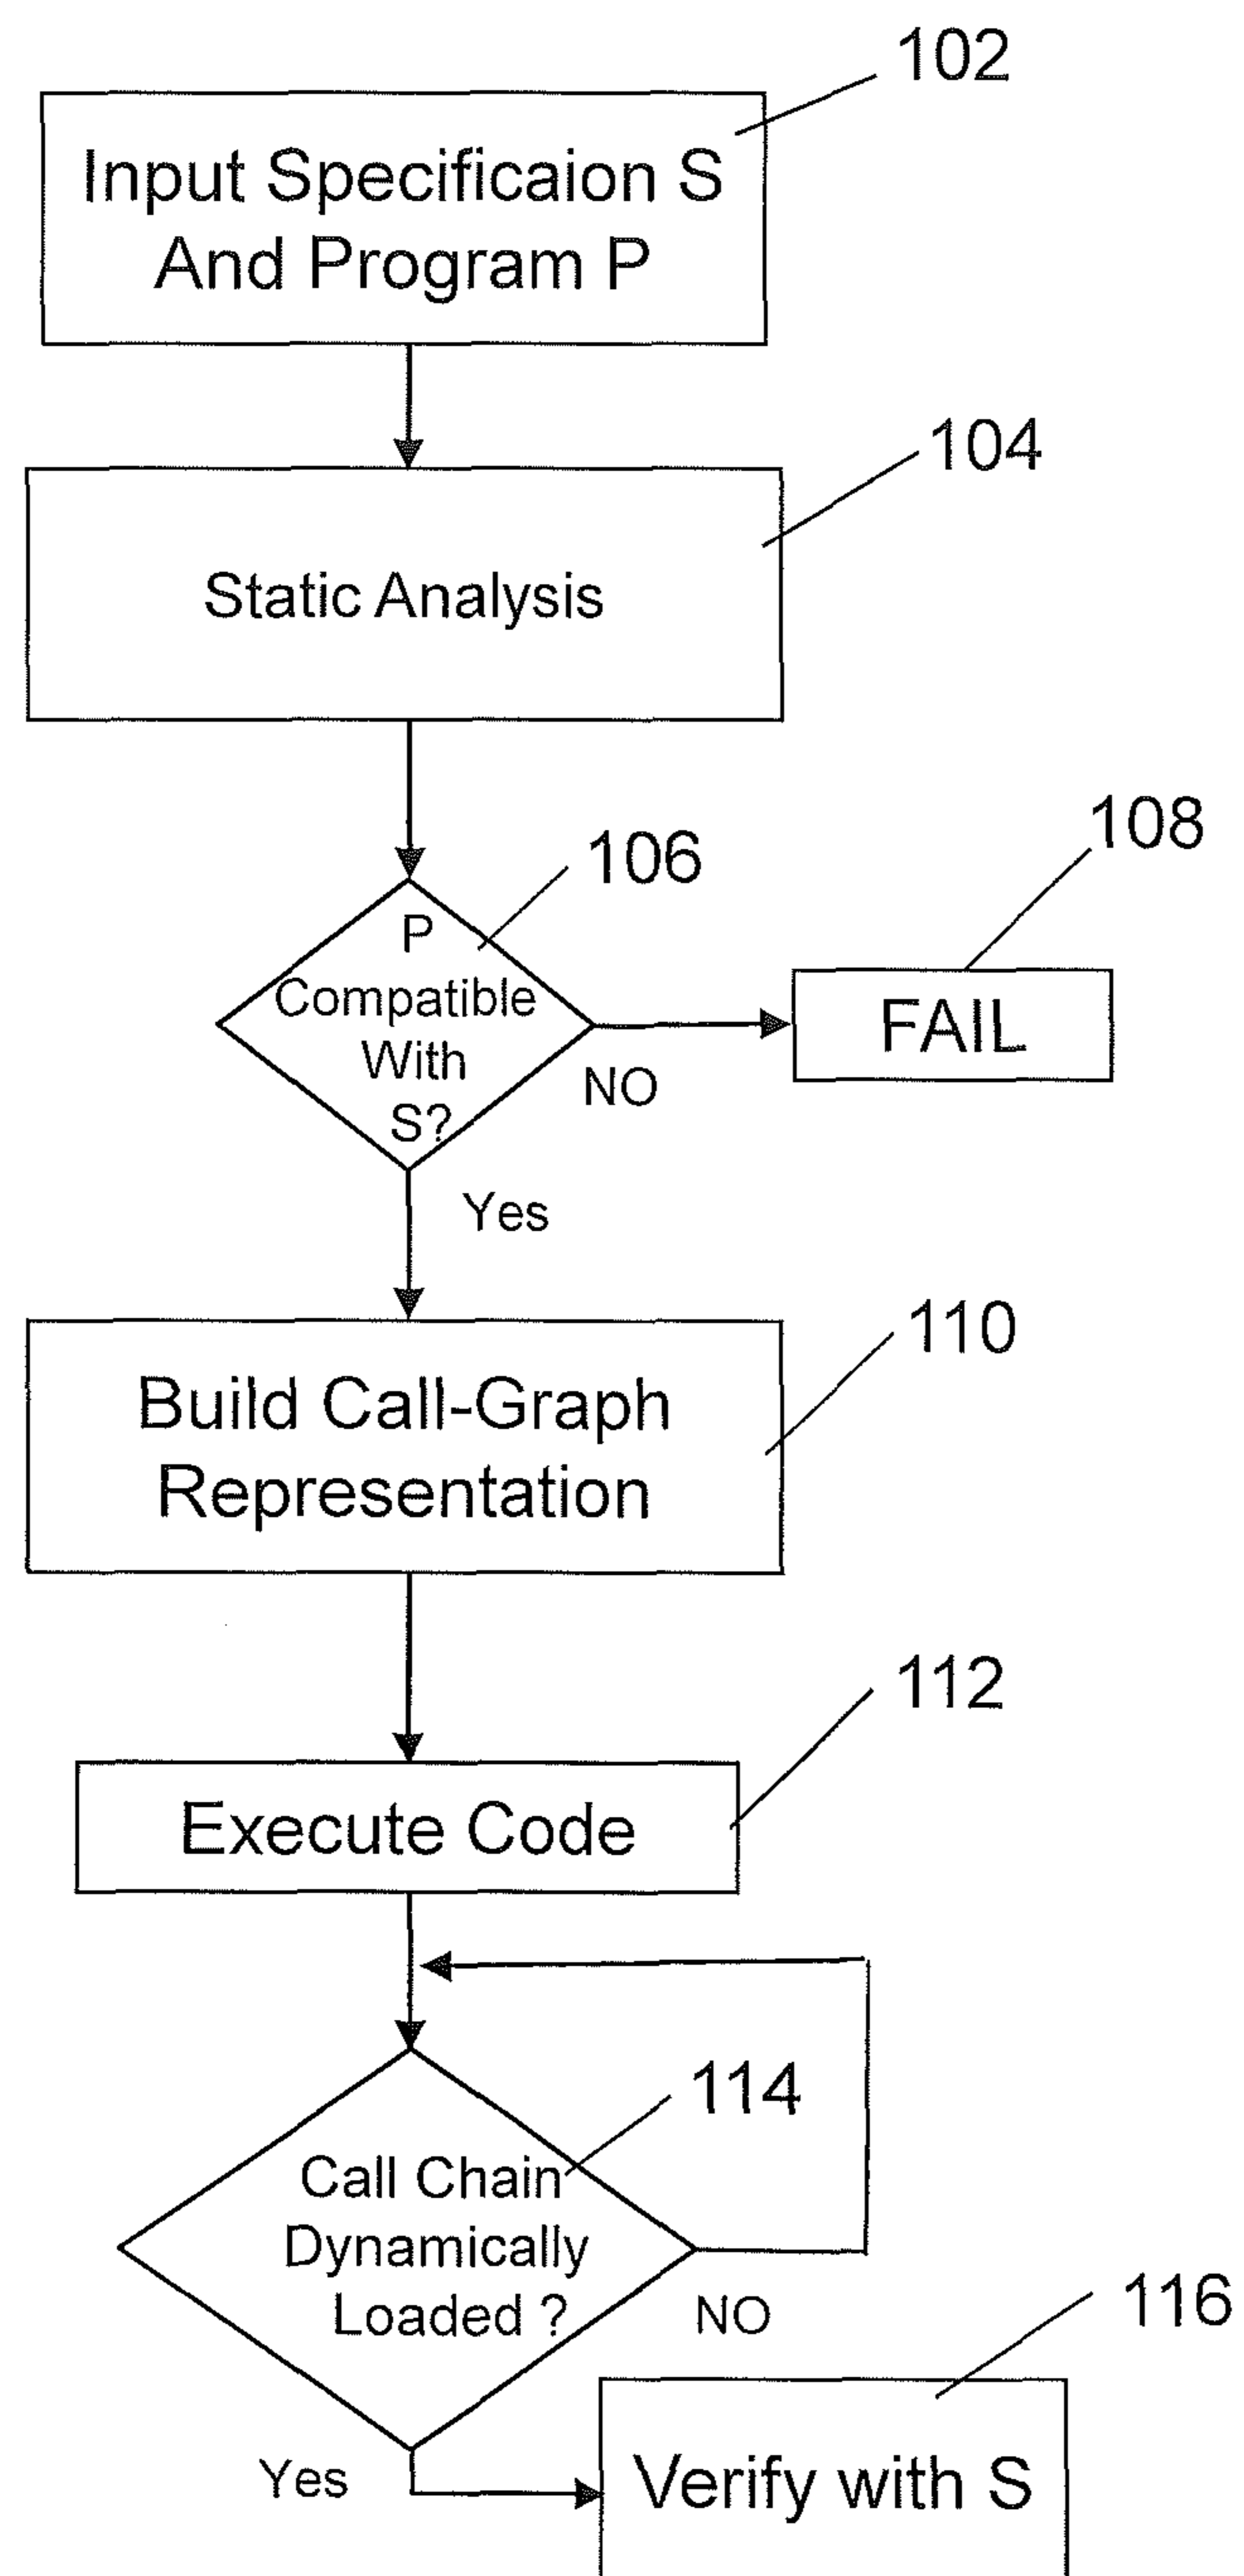 102
Input Specificaion S
And Program P
104
Static Analysis
106
P
Compatible
With
S?
NO
108
FAIL
Yes
110
Build Call-Graph
Representation
112
Execute Code
114
Call Chain
Dynamically
Loaded ?
NO
Yes
116
Verify with S